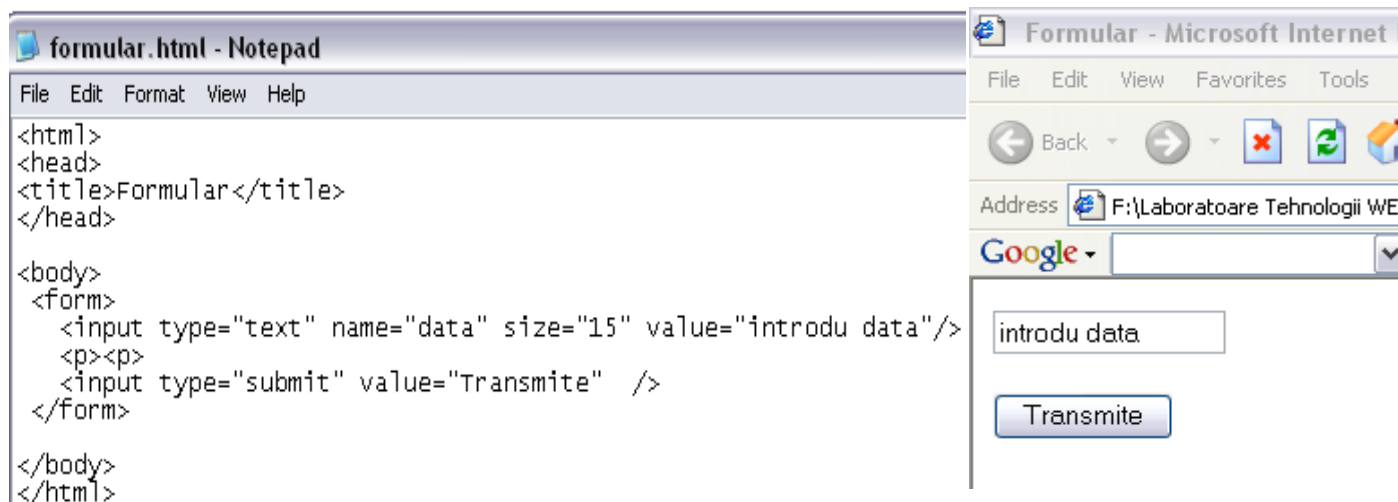 formular.html - Notepad
File Edit Format View Help
<html>
<head>
<title>Formular</title>
</head>
<body>
<form>
<input type="text" name="data" size="15" value="introdu data"/>
<p><p>
<input type="submit" value="Transmite" />
</form>
</body>
</html>
Formular - Microsoft Internet
File Edit View Favorites Tools
Back
Address F:\Laboratoare Tehnologii WE
Google
introdu data
Transmite